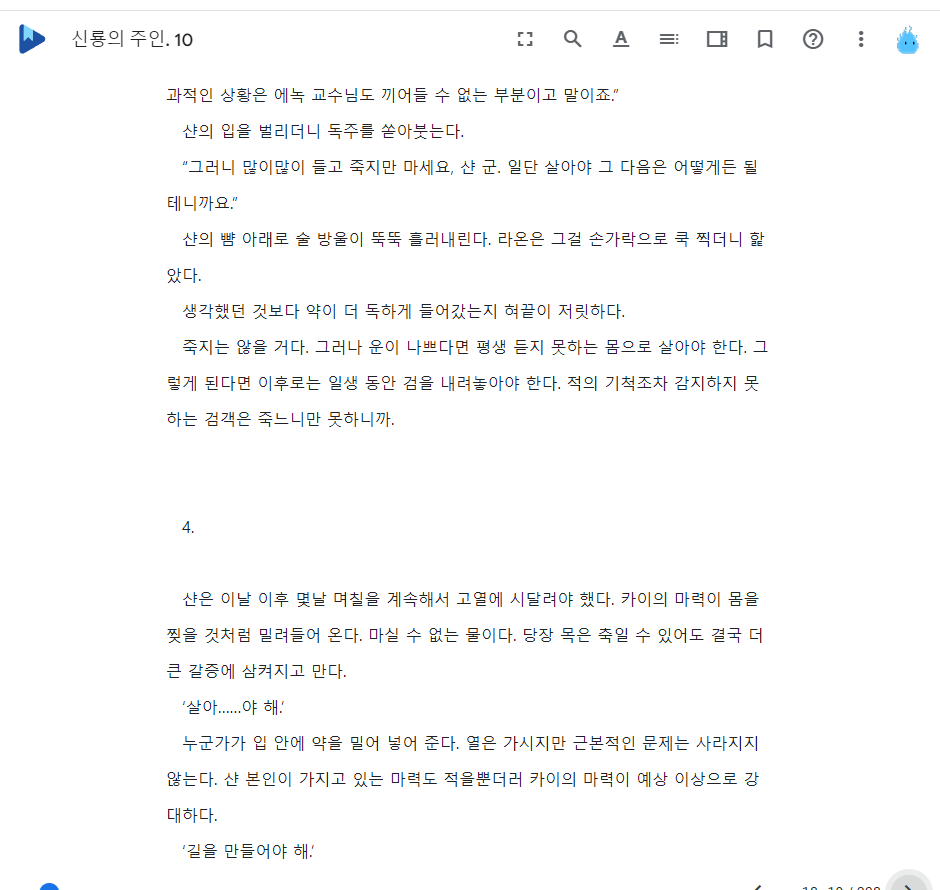 신룡의 주인. 10
과적인 상황은 에녹 교수님도 끼어들 수 없는 부분이고 말이죠.”
샨의 입을 벌리더니 독주를 쏟아붓는다.
“그러니 많이많이 들고 죽지만 마세요, 샨 군. 일단 살아야 그 다음은 어떻게든 될
테니까요.”
샨의 뺨 아래로 술 방울이 뚝뚝 흘러내린다. 라온은 그걸 손가락으로 쿡 찍더니 핥
았다.
생각했던 것보다 약이 더 독하게 들어갔는지 혀끝이 저릿하다.
죽지는 않을 거다. 그러나 운이 나쁘다면 평생 듣지 못하는 몸으로 살아야 한다. 그
렇게 된다면 이후로는 일생 동안 검을 내려놓아야 한다. 적의 기척조차 감지하지 못
하는 검객은 죽느니만 못하니까.
4.
샨은 이날 이후 몇날 며칠을 계속해서 고열에 시달려야 했다. 카이의 마력이 몸을
찢을 것처럼 밀려들어 온다. 마실 수 없는 물이다. 당장 목은 축일 수 있어도 결국 더
큰 갈증에 삼켜지고 만다.
‘살아……야 해.’
누군가가 입 안에 약을 밀어 넣어 준다. 열은 가시지만 근본적인 문제는 사라지지
않는다. 샨 본인이 가지고 있는 마력도 적을뿐더러 카이의 마력이 예상 이상으로 강
대하다.
‘길을 만들어야 해.’